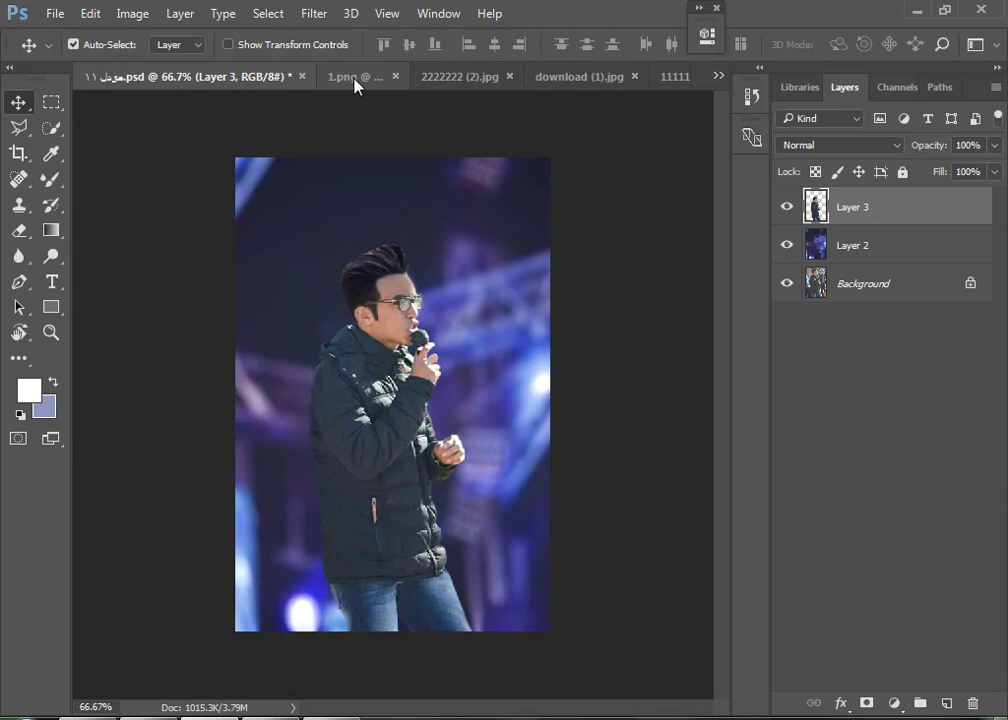 Ps File Edit Image Layer Type Select Filter 3D View Window Help
Auto-Select: Layer Show Transform Controls 3D Mode:
موديل ١١.psd @ 66.7% (Layer 3, RGB/8#) * 1.png @ ... 2222222 (2).jpg download (1).jpg 11111
Libraries Layers Channels Paths
Kind
Normal Opacity: 100%
Lock: Fill: 100%
Layer 3
Layer 2
Background
66.67% Doc: 1015.3K/3.79M